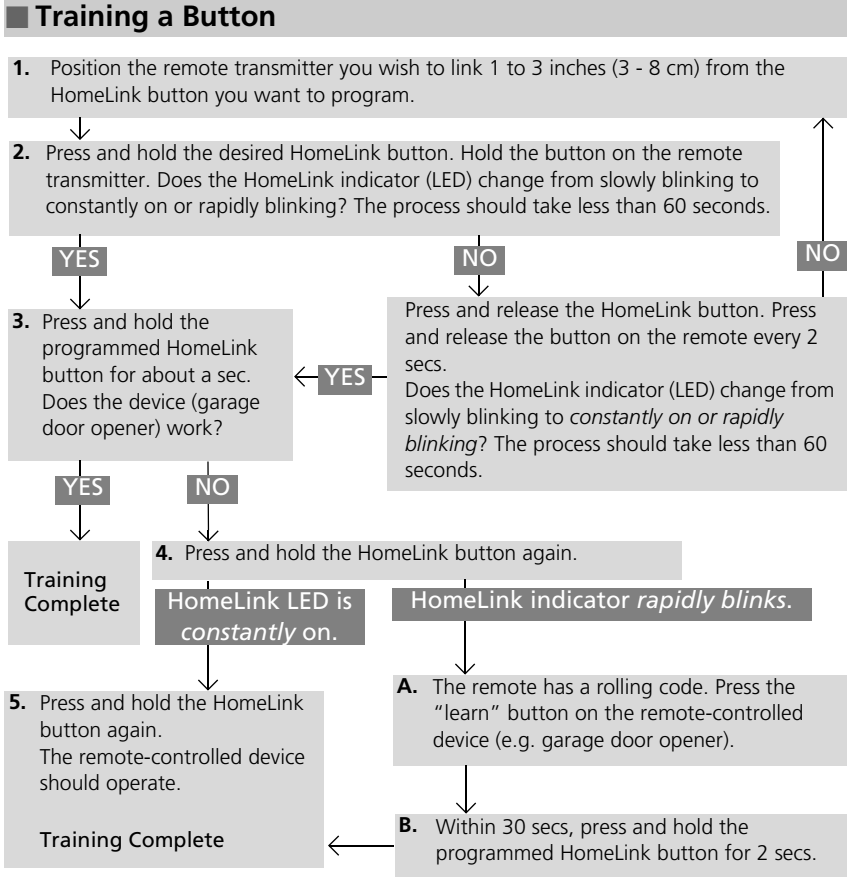 Training a Button
1. Position the remote transmitter you wish to link 1 to 3 inches (3 - 8 cm) from the
HomeLink button you want to program.
2. Press and hold the desired HomeLink button. Hold the button on the remote
transmitter. Does the HomeLink indicator (LED) change from slowly blinking to
constantly on or rapidly blinking? The process should take less than 60 seconds.
YES
NO
NO
3. Press and hold the
programmed HomeLink
button for about a sec.
Does the device (garage
door opener) work?
YES
Press and release the HomeLink button. Press
and release the button on the remote every 2
secs.
Does the HomeLink indicator (LED) change from
slowly blinking to constantly on or rapidly
blinking? The process should take less than 60
seconds.
YES
NO
Training
Complete
4. Press and hold the HomeLink button again.
HomeLink LED is
constantly on.
HomeLink indicator rapidly blinks.
5. Press and hold the HomeLink
button again.
The remote-controlled device
should operate.
Training Complete
A. The remote has a rolling code. Press the
“learn” button on the remote-controlled
device (e.g. garage door opener).
B. Within 30 secs, press and hold the
programmed HomeLink button for 2 secs.